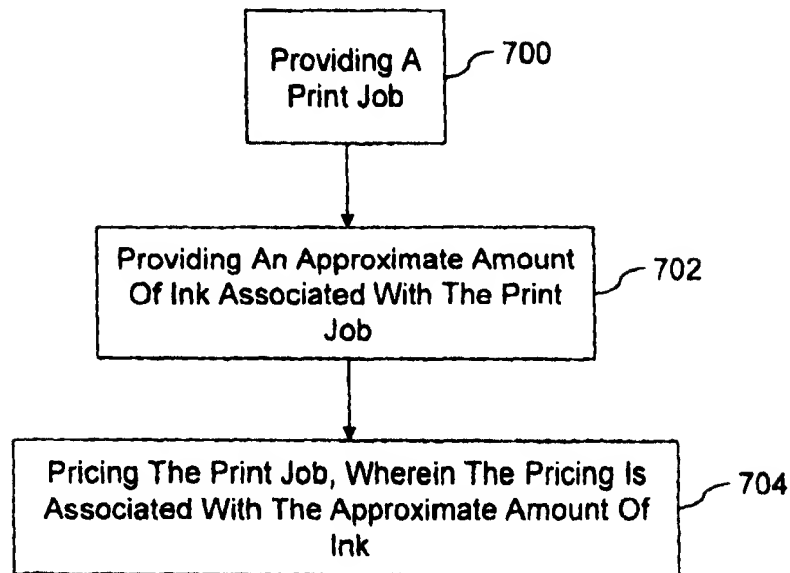 Providing A
Print Job
700
Providing An Approximate Amount
Of Ink Associated With The Print
Job
702
Pricing The Print Job, Wherein The Pricing Is
Associated With The Approximate Amount Of
Ink
704